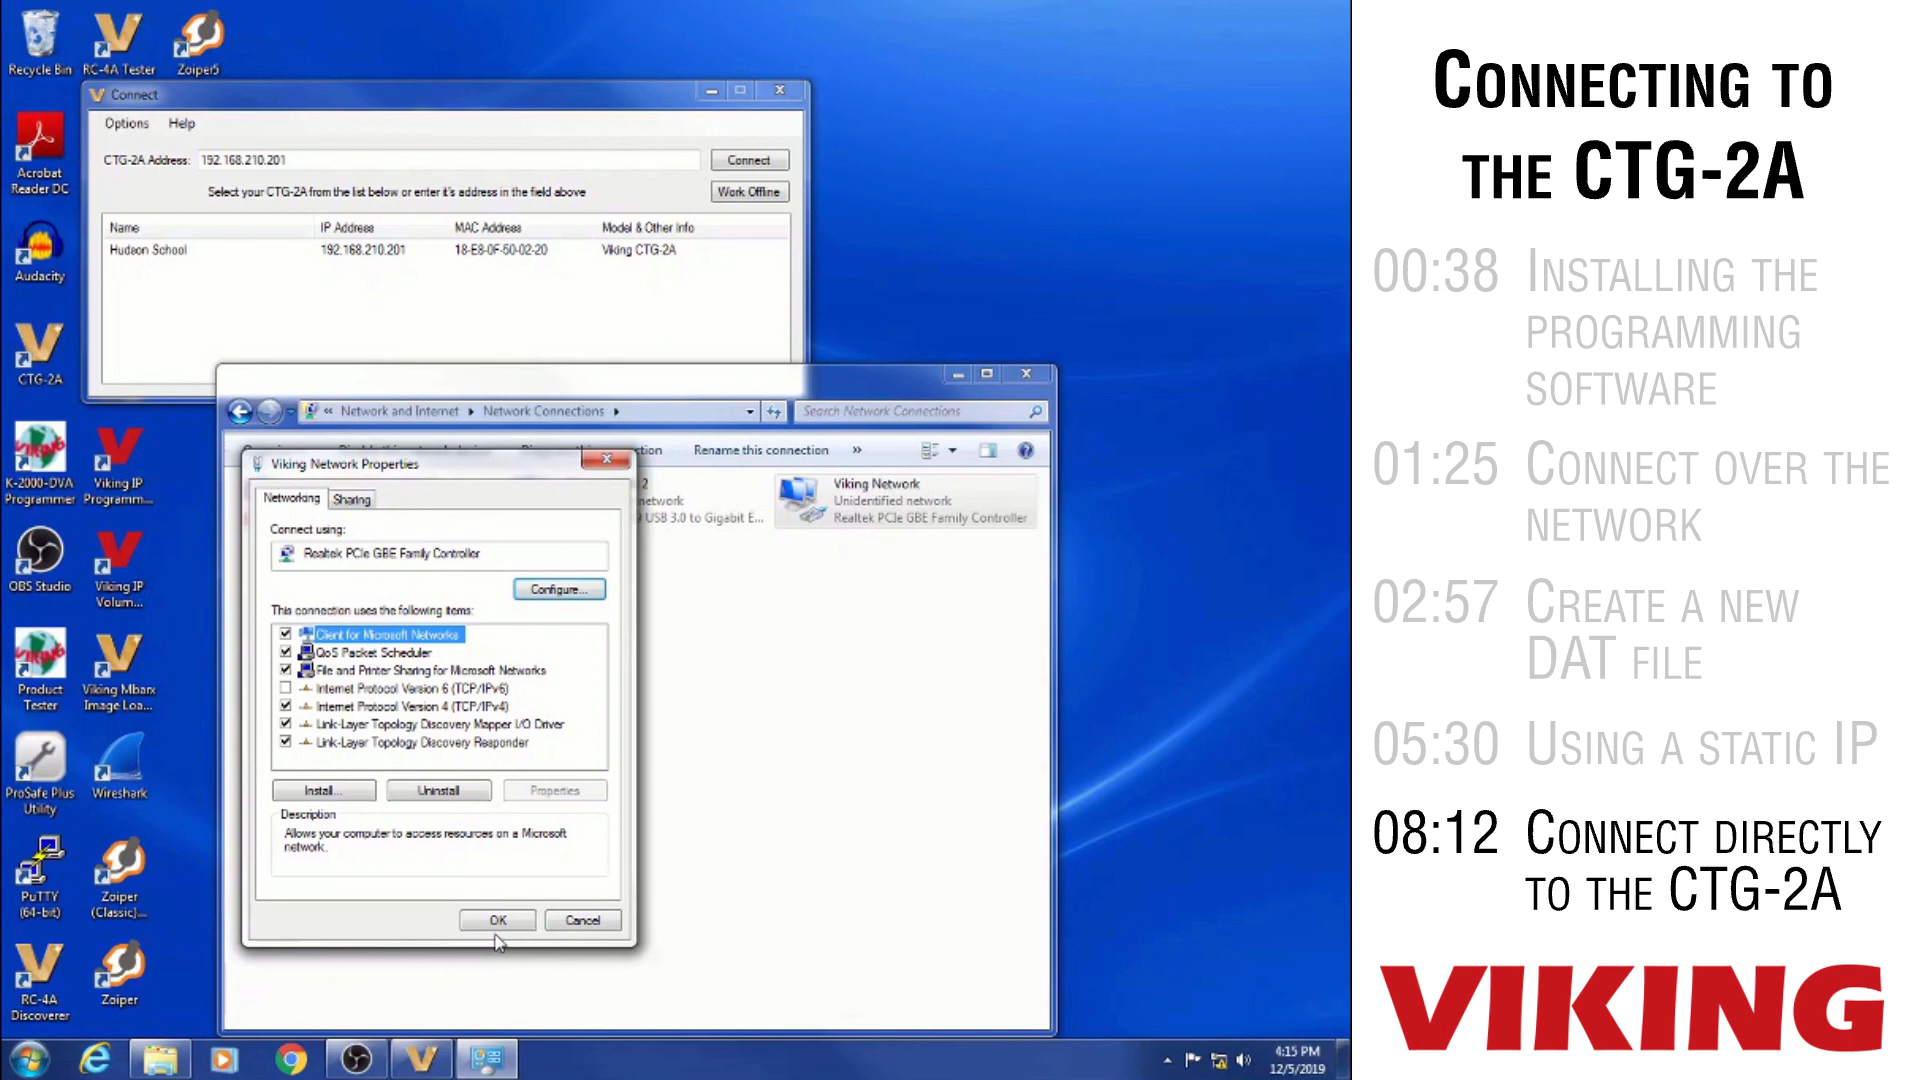 Recycle Bin
RC-4A Tester
Zoiper5
Acrobat
Reader DC
Audacity
CTG-2A
K-2000-DVA
Programmer
Viking IP
Programm...
OBS Studio
Viking IP
Volum...
Product
Tester
Viking Mbarx
Image Loa...
ProSafe Plus
Utility
Wireshark
PuTTY
(64-bit)
Zoiper
(Classic)...
RC-4A
Discoverer
Zoiper
Connect
Options Help
CTG-2A Address: 192.168.210.201 Connect
Select your CTG-2A from the list below or enter it's address in the field above Work Offline
Name IP Address MAC Address Model & Other Info
Hudson School 192.168.210.201 18-E8-0F-50-02-20 Viking CTG-2A
« Network and Internet Network Connections Search Network Connections
Rename this connection »
Viking Network
Unidentified network
Realtek PCIe GBE Family Controller
2
network
USB 3.0 to Gigabit E...
Viking Network Properties
Networking Sharing
Connect using:
Realtek PCIe GBE Family Controller
Configure...
This connection uses the following items:
Client for Microsoft Networks
QoS Packet Scheduler
File and Printer Sharing for Microsoft Networks
Internet Protocol Version 6 (TCP/IPv6)
Internet Protocol Version 4 (TCP/IPv4)
Link-Layer Topology Discovery Mapper I/O Driver
Link-Layer Topology Discovery Responder
Install... Uninstall Properties
Description
Allows your computer to access resources on a Microsoft
network.
OK Cancel
4:15 PM
12/5/2019
CONNECTING TO
THE CTG-2A
00:38 INSTALLING THE
PROGRAMMING
SOFTWARE
01:25 CONNECT OVER THE
NETWORK
02:57 CREATE A NEW
DAT FILE
05:30 USING A STATIC IP
08:12 CONNECT DIRECTLY
TO THE CTG-2A
VIKING